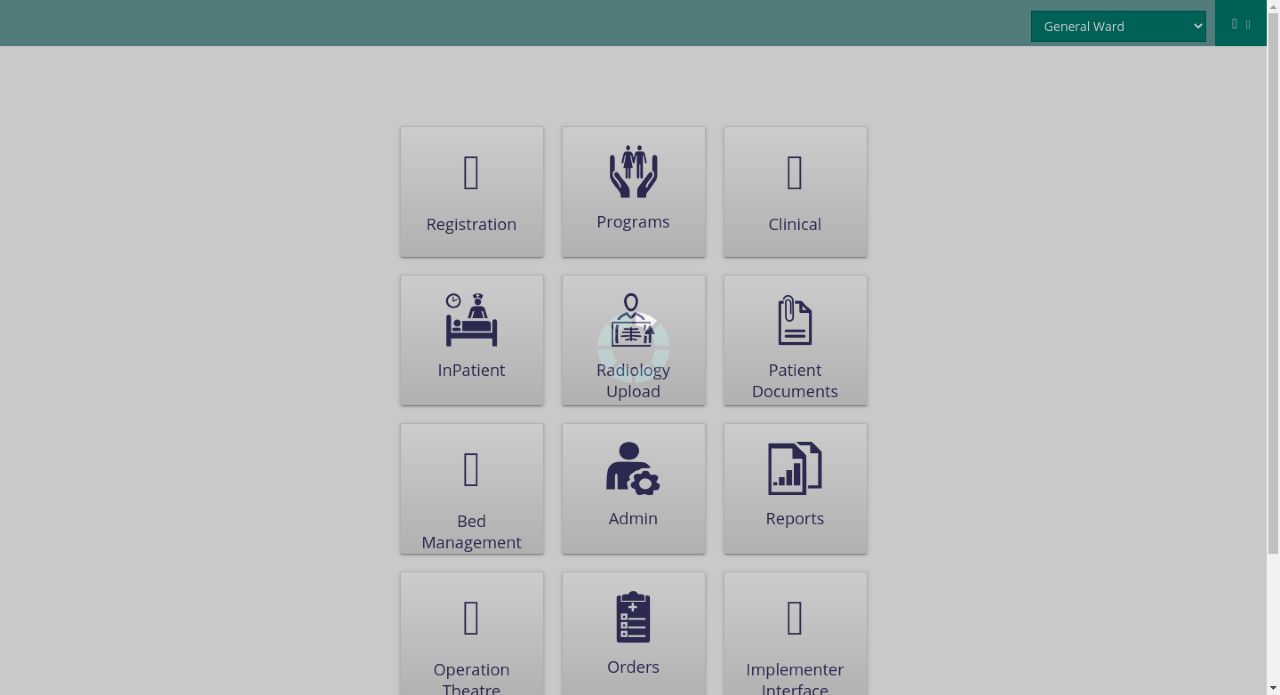 General Ward
Registration
Programs
Clinical
InPatient
Radiology
Upload
Patient
Documents
Bed
Management
Admin
Reports
Operation
Theatre
Orders
Implementer
Interface